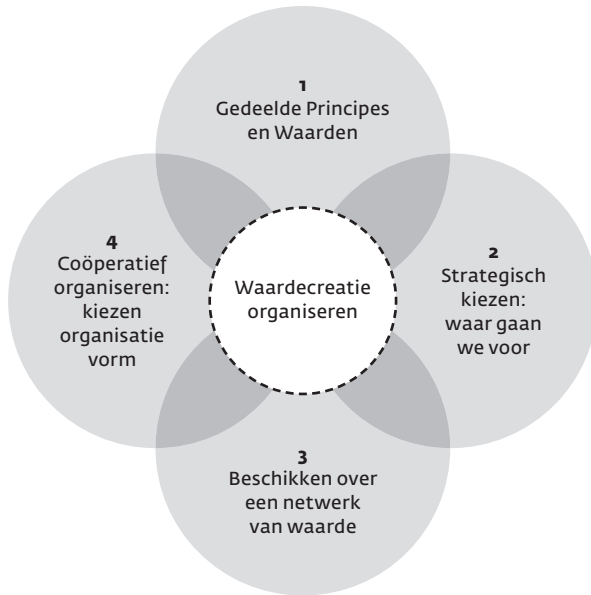 1
Gedeelde Principes
en Waarden
2
Strategisch
kiezen:
waar gaan
we voor
3
Beschikken over
een netwerk
van waarde
4
Coöperatief
organiseren:
kiezen
organisatie
vorm
Waardecreatie
organiseren